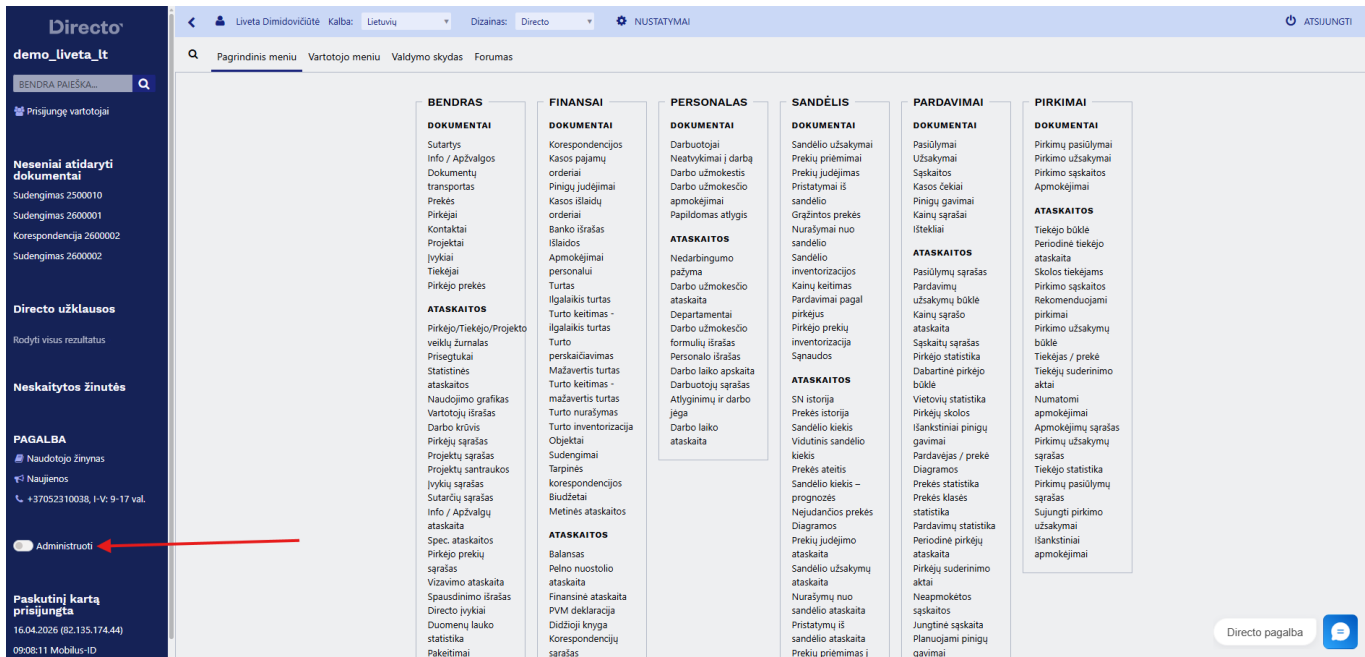 Directo
demo_liveta_lt
BENDRA PAIEŠKA...
Prisijungę vartotojai
Neseniai atidaryti
dokumentai
Sudengimas 2500010
Sudengimas 2600001
Korespondencija 2600002
Sudengimas 2600002
Directo užklausos
Rodyti visus rezultatus
Neskaitytos žinutės
PAGALBA
Naudotojo žinynas
Naujienos
+37052310038, I-V: 9-17 val.
Administruoti
Paskutinį kartą
prisijungta
16.04.2026 (82.135.174.44)
09:08:11 Mobilus-ID
Liveta Dimidovičiūtė Kalba: Lietuvių Dizainas: Directo NUSTATYMAI ATSIJUNGTI
Pagrindinis meniu Vartotojo meniu Valdymo skydas Forumas
BENDRAS
DOKUMENTAI
Sutartys
Info / Apžvalgos
Dokumentų
transportas
Prekės
Pirkėjai
Kontaktai
Projektai
Įvykiai
Tiekėjai
Pirkėjo prekės
ATASKAITOS
Pirkėjo/Tiekėjo/Projekto
veiklų žurnalas
Prisegtukai
Statistinės
ataskaitos
Naudojimo grafikas
Vartotojų išrašas
Darbo krūvis
Pirkėjų sąrašas
Projektų sąrašas
Projektų santraukos
Įvykių sąrašas
Sutarčių sąrašas
Info / Apžvalgų
ataskaita
Spec. ataskaitos
Pirkėjo prekių
sąrašas
Vizavimo ataskaita
Spausdinimo išrašas
Directo įvykiai
Duomenų lauko
statistika
Pakeitimai
FINANSAI
DOKUMENTAI
Korespondencijos
Kasos pajamų
orderiai
Pinigų judėjimai
Kasos išlaidų
orderiai
Banko išrašas
Išlaidos
Apmokėjimai
personalui
Turtas
Ilgalaikis turtas
Turto keitimas -
ilgalaikis turtas
Turto
perskaičiavimas
Mažavertis turtas
Turto keitimas -
mažavertis turtas
Turto nurašymas
Turto inventorizacija
Objektai
Sudengimai
Tarpinės
korespondencijos
Biudžetai
Metinės ataskaitos
ATASKAITOS
Balansas
Pelno nuostolio
ataskaita
Finansinė ataskaita
PVM deklaracija
Didžioji knyga
Korespondencijų
sąrašas
PERSONALAS
DOKUMENTAI
Darbuotojai
Neatvykimai į darbą
Darbo užmokestis
Darbo užmokesčio
apmokėjimai
Papildomas atlygis
ATASKAITOS
Nedarbingumo
pažyma
Darbo užmokesčio
ataskaita
Departamentai
Darbo užmokesčio
formulių išrašas
Personalo išrašas
Darbo laiko apskaita
Darbuotojų sąrašas
Atlyginimų ir darbo
jėga
Darbo laiko
ataskaita
SANDĖLIS
DOKUMENTAI
Sandėlio užsakymai
Prekių priėmimai
Prekių judėjimas
Pristatymai iš
sandėlio
Grąžintos prekės
Nurašymai nuo
sandėlio
Sandėlio
inventorizacijos
Kainų keitimas
Pardavimai pagal
pirkėjus
Pirkėjo prekių
inventorizacija
Sąnaudos
ATASKAITOS
SN istorija
Prekės istorija
Sandėlio kiekis
Vidutinis sandėlio
kiekis
Prekės ateitis
Sandėlio kiekis –
prognozės
Nejudančios prekės
Diagramos
Prekių judėjimo
ataskaita
Sandėlio užsakymų
ataskaita
Nurašymų nuo
sandėlio ataskaita
Pristatymų iš
sandėlio ataskaita
Prekių priėmimas į
PARDAVIMAI
DOKUMENTAI
Pasiūlymai
Užsakymai
Sąskaitos
Kasos čekiai
Pinigų gavimai
Kainų sąrašai
Ištekliai
ATASKAITOS
Pasiūlymų sąrašas
Pardavimų
užsakymų būklė
Kainų sąrašo
ataskaita
Sąskaitų sąrašas
Pirkėjo statistika
Dabartinė pirkėjo
būklė
Vietovių statistika
Pirkėjų skolos
Išankstiniai pinigų
gavimai
Pardavėjas / prekė
Diagramos
Prekės statistika
Prekės klasės
statistika
Pardavimų statistika
Periodinė pirkėjų
ataskaita
Pirkėjų suderinimo
aktai
Neapmokėtos
sąskaitos
Jungtinė sąskaita
Planuojami pinigų
gavimai
PIRKIMAI
DOKUMENTAI
Pirkimų pasiūlymai
Pirkimo užsakymai
Pirkimo sąskaitos
Apmokėjimai
ATASKAITOS
Tiekėjo būklė
Periodinė tiekėjo
ataskaita
Skolos tiekėjams
Pirkimo sąskaitos
Rekomenduojami
pirkimai
Pirkimo užsakymų
būklė
Tiekėjas / prekė
Tiekėjų suderinimo
aktai
Numatomi
apmokėjimai
Apmokėjimų sąrašas
Pirkimų užsakymų
sąrašas
Tiekėjo statistika
Pirkimų pasiūlymų
sąrašas
Sujungti pirkimo
užsakymai
Išankstiniai
apmokėjimai
Directo pagalba